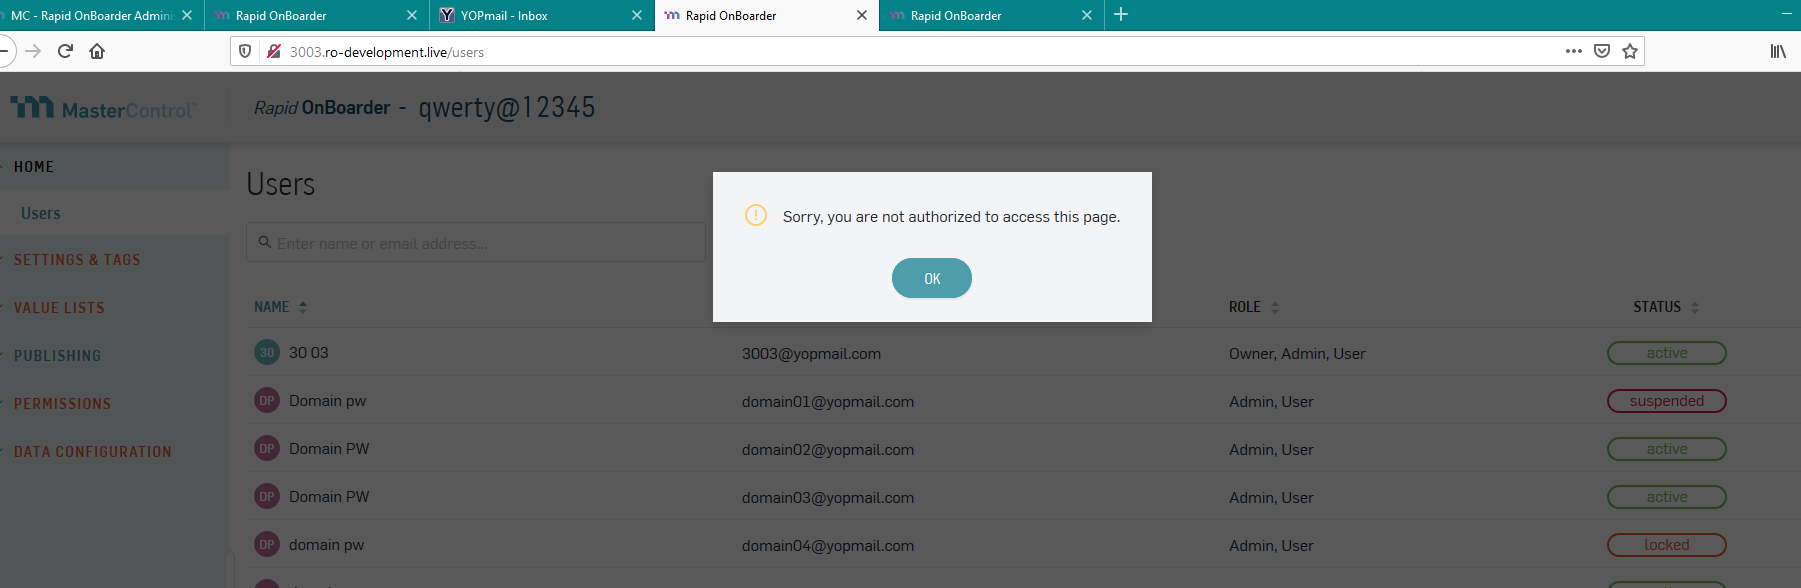 MC - Rapid OnBoarder Adminis
Rapid OnBoarder
YOPmail - Inbox
Rapid OnBoarder
Rapid OnBoarder
3003.ro-development.live/users
MasterControl™
Rapid OnBoarder - qwerty@12345
HOME
Users
SETTINGS & TAGS
VALUE LISTS
PUBLISHING
PERMISSIONS
DATA CONFIGURATION
Users
Enter name or email address...
Sorry, you are not authorized to access this page.
OK
NAME ROLE STATUS
30 30 03 3003@yopmail.com Owner, Admin, User active
DP Domain pw domain01@yopmail.com Admin, User suspended
DP Domain PW domain02@yopmail.com Admin, User active
DP Domain PW domain03@yopmail.com Admin, User active
DP domain pw domain04@yopmail.com Admin, User locked